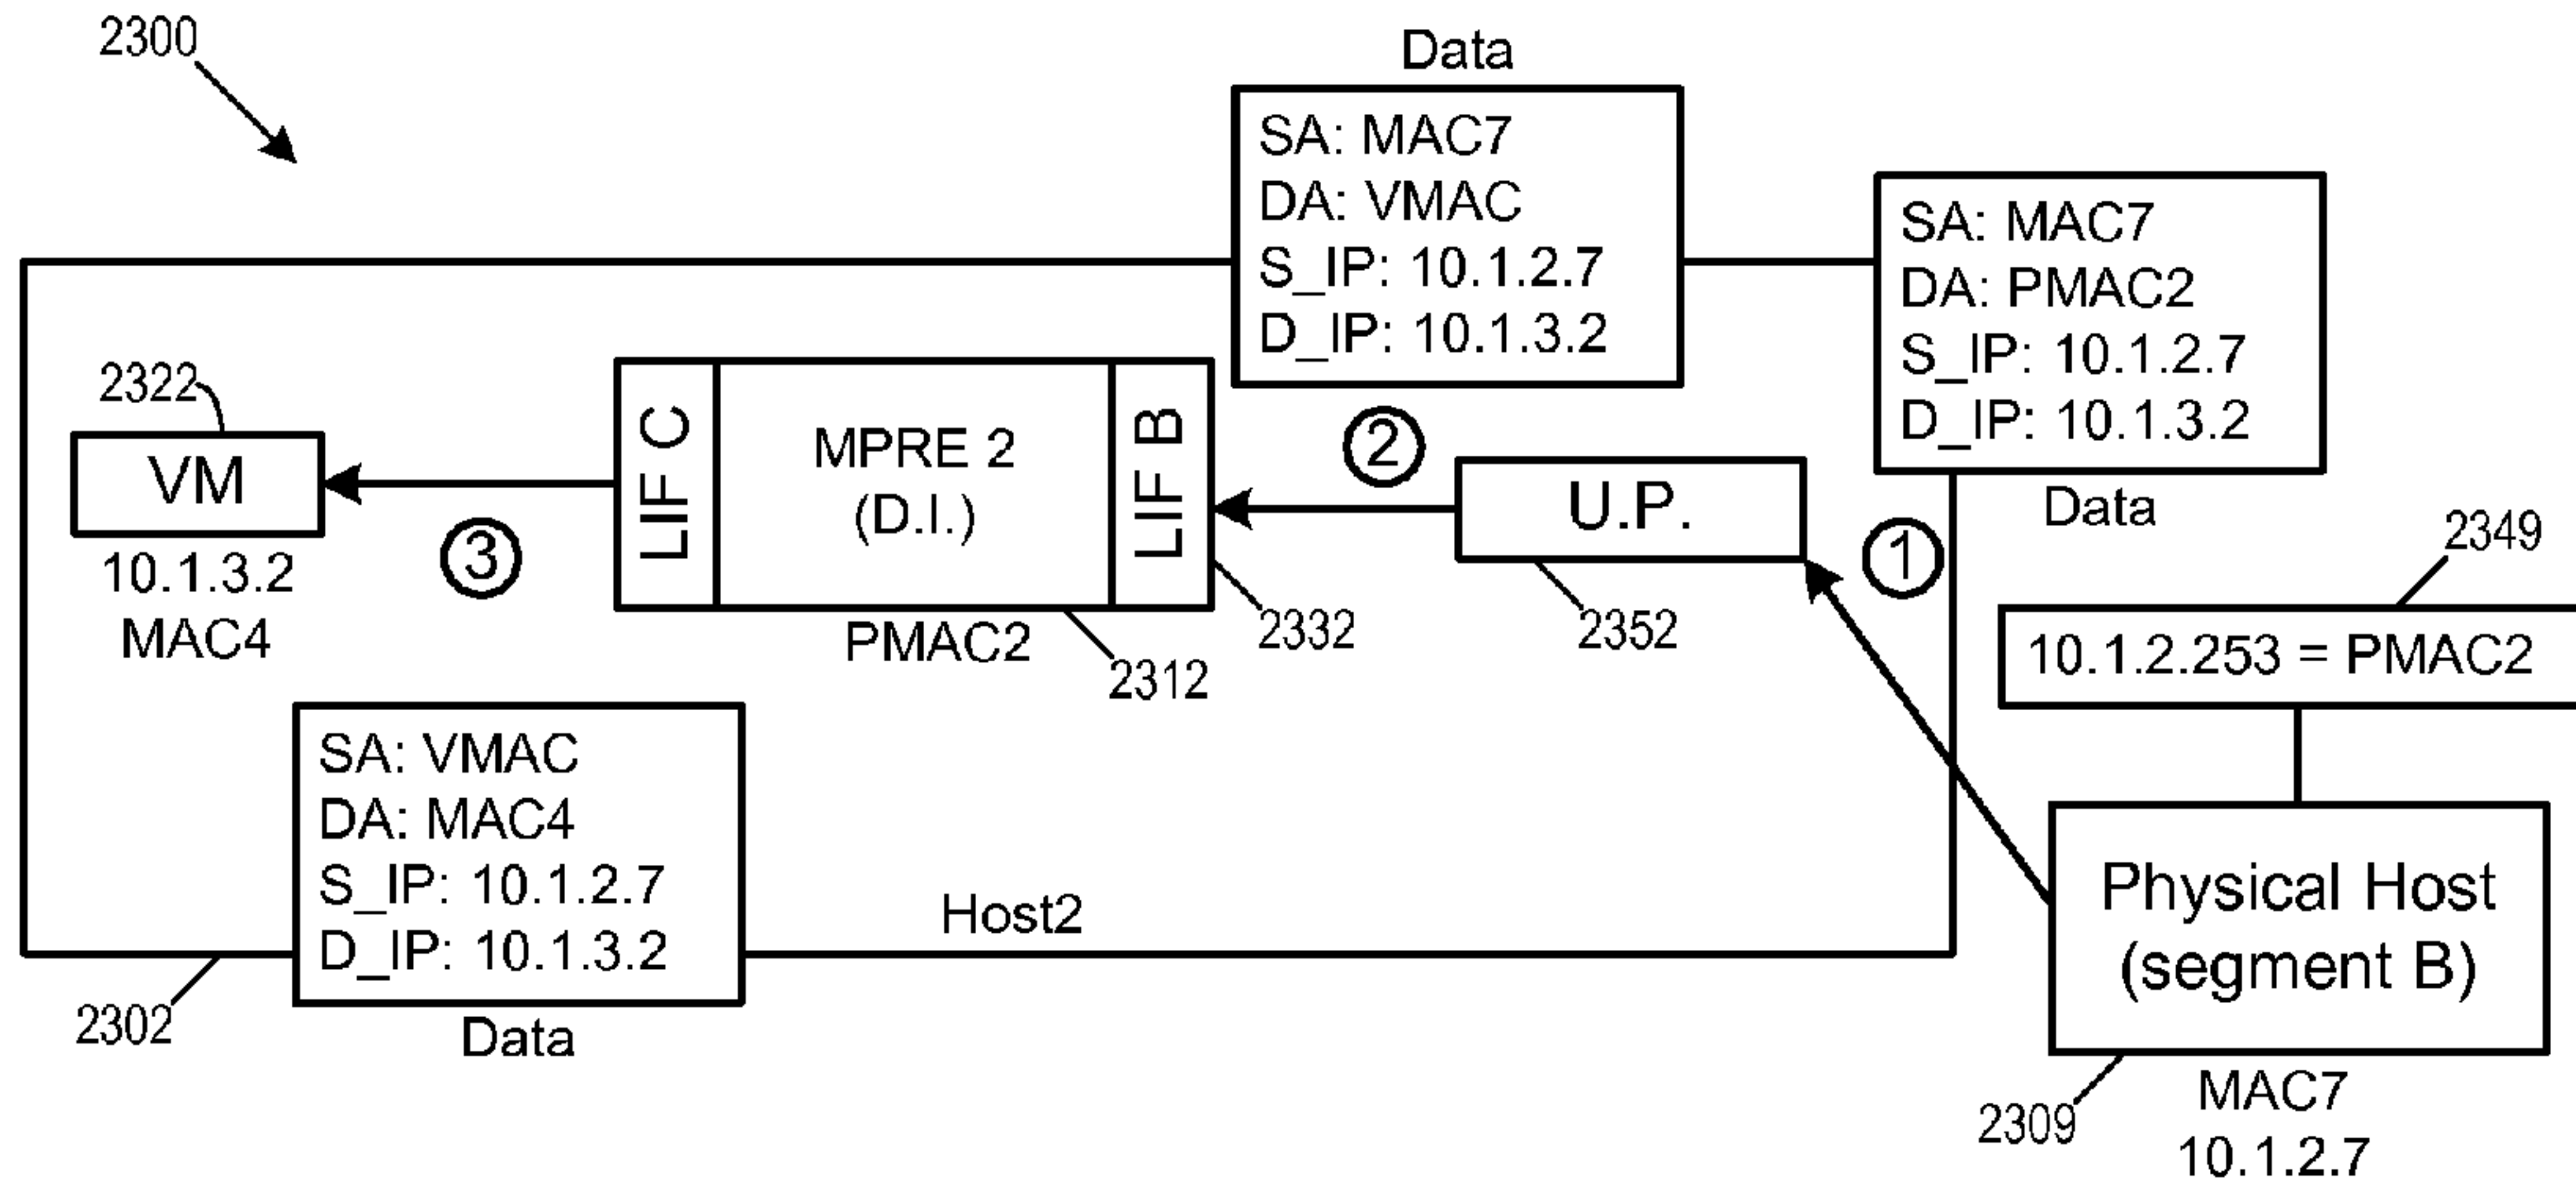 2300
Data
SA: MAC7
DA: VMAC
S_IP: 10.1.2.7
D_IP: 10.1.3.2
SA: MAC7
DA: PMAC2
S_IP: 10.1.2.7
D_IP: 10.1.3.2
Data
2322
VM
10.1.3.2
MAC4
3
LIF C
MPRE 2
(D.I.)
LIF B
PMAC2
2312
2332
2
U.P.
2352
1
2349
10.1.2.253 = PMAC2
SA: VMAC
DA: MAC4
S_IP: 10.1.2.7
D_IP: 10.1.3.2
Data
2302
Host2
Physical Host
(segment B)
2309
MAC7
10.1.2.7